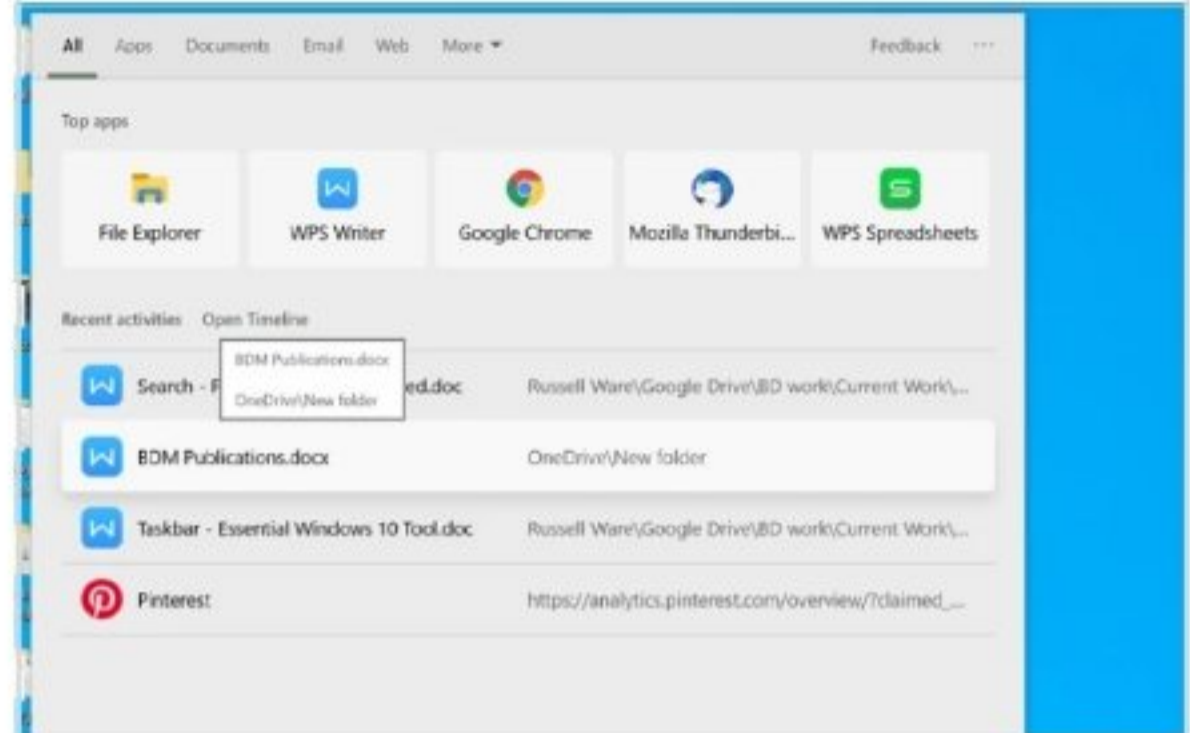 All Apps Documents Email Web More Feedback ...
Top apps
File Explorer WPS Writer Google Chrome Mozilla Thunderbi... WPS Spreadsheets
Recent activities Open Timeline
BDM Publications.docx
OneDrive\New folder
Search - F ed.doc Russell Ware\Google Drive\BD work\Current Work\...
BDM Publications.docx OneDrive\New folder
Taskbar - Essential Windows 10 Tool.doc Russell Ware\Google Drive\BD work\Current Work\...
Pinterest https://analytics.pinterest.com/overview/?claimed_...